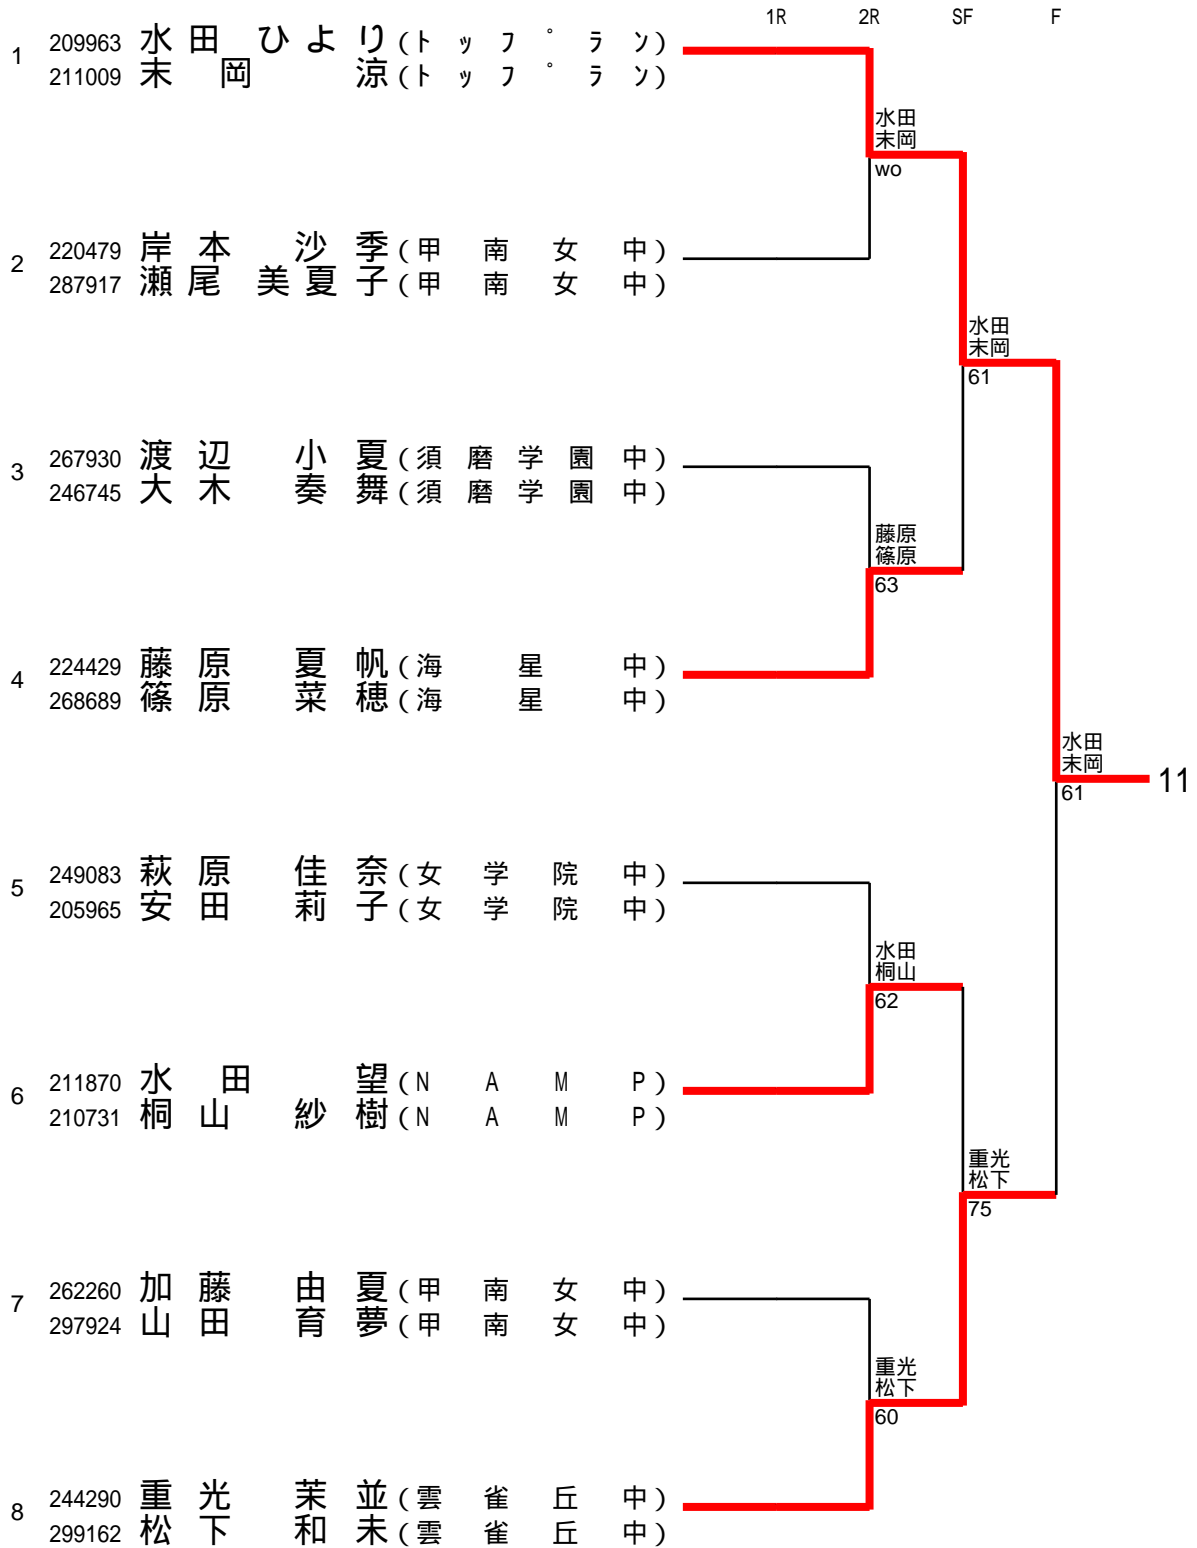 1R 2R SF F
1 209963 水田 ひより(トップラン)
211009 末岡 涼(トップラン)
水田
末岡
wo
2 220479 岸本 沙季(甲南女中)
287917 瀬尾 美夏子(甲南女中)
水田
末岡
61
3 267930 渡辺 小夏(須磨学園中)
246745 大木 奏舞(須磨学園中)
藤原
篠原
63
4 224429 藤原 夏帆(海星中)
268689 篠原 菜穂(海星中)
水田
末岡
61
11
5 249083 萩原 佳奈(女学院中)
205965 安田 莉子(女学院中)
水田
桐山
62
6 211870 水田 望(NAMP)
210731 桐山 紗樹(NAMP)
重光
松下
75
7 262260 加藤 由夏(甲南女中)
297924 山田 育夢(甲南女中)
重光
松下
60
8 244290 重光 茉並(雲雀丘中)
299162 松下 和未(雲雀丘中)